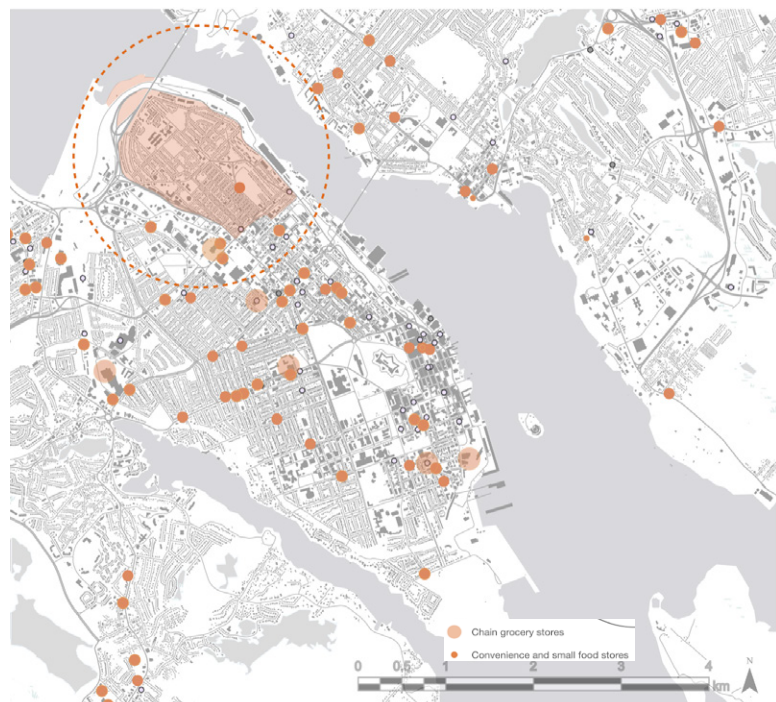 Chain grocery stores
Convenience and small food stores
N
0 0.5 1 2 3 4
km